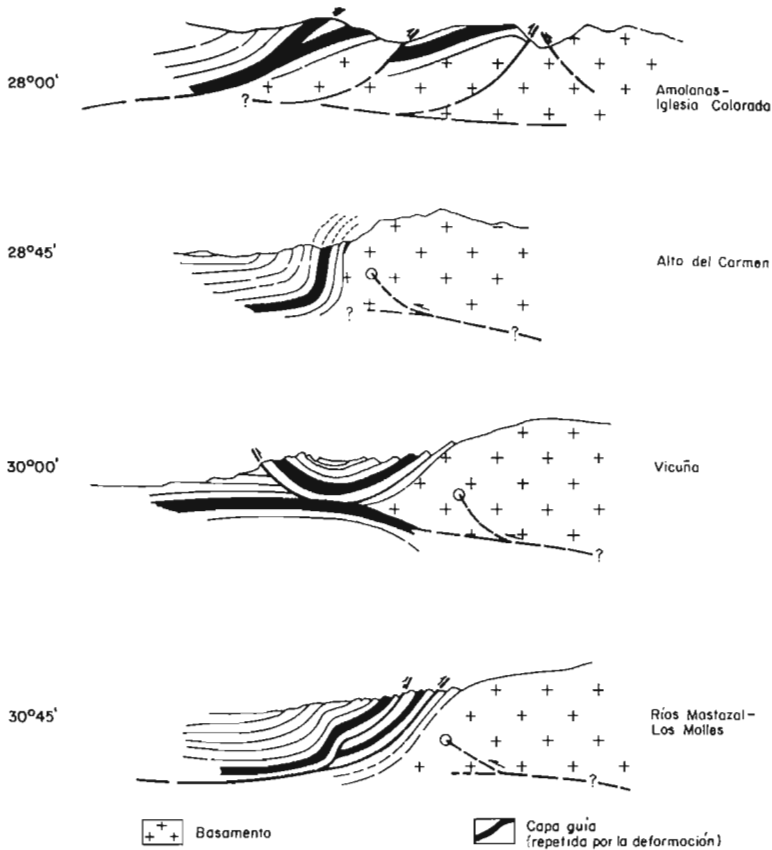 28°00'
?
Amolanas-
Iglesia Colorada
28°45'
Alto del Carmen
?
?
30°00'
Vicuña
?
30°45'
Ríos Mastazal-
Los Molles
?
Basamento
Capa guía
(repetida por la deformación)